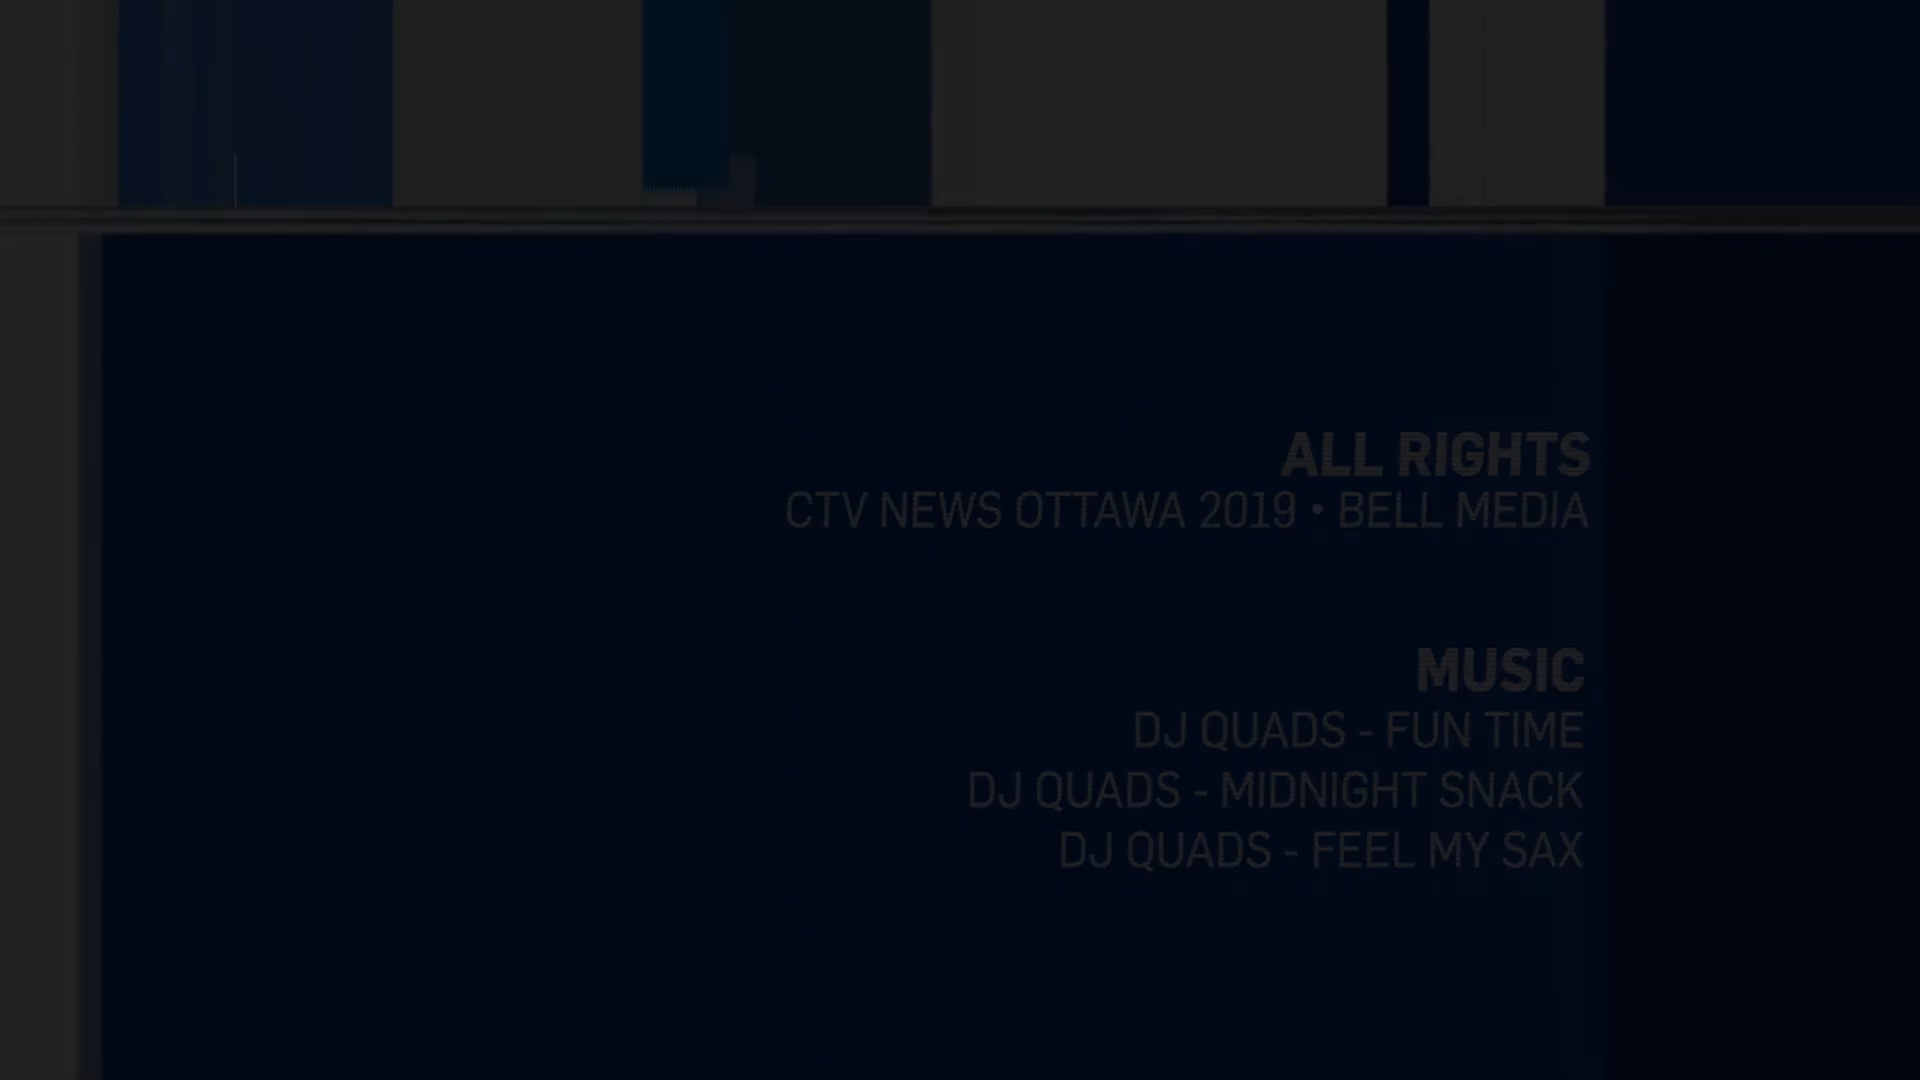 ALL RIGHTS
CTV NEWS OTTAWA 2019 • BELL MEDIA
MUSIC
DJ QUADS - FUN TIME
DJ QUADS - MIDNIGHT SNACK
DJ QUADS - FEEL MY SAX